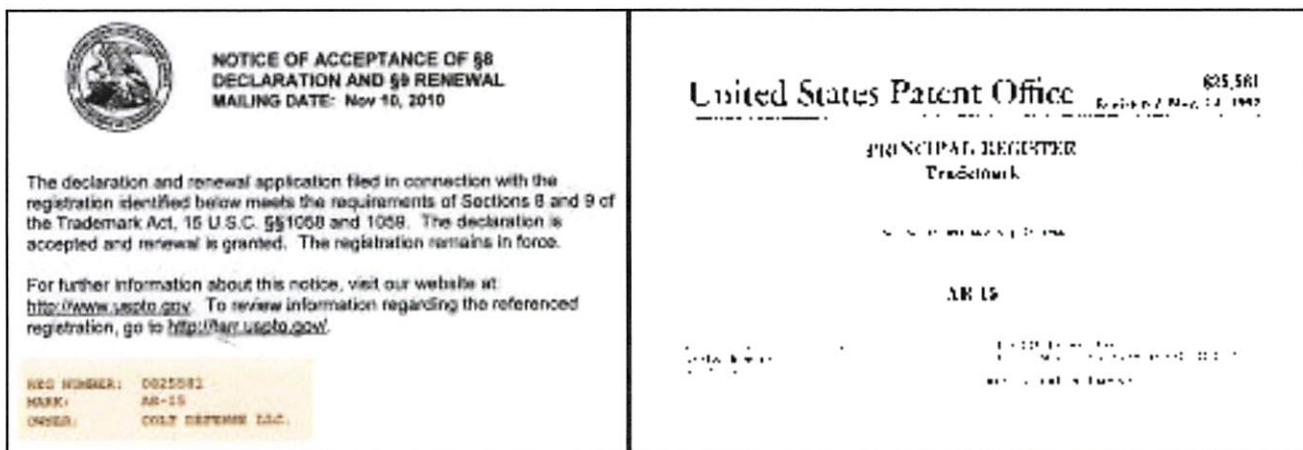 NOTICE OF ACCEPTANCE OF §8
DECLARATION AND §9 RENEWAL
MAILING DATE: Nov 10, 2010
The declaration and renewal application filed in connection with the
registration identified below meets the requirements of Sections 8 and 9 of
the Trademark Act, 15 U.S.C. §§1058 and 1059. The declaration is
accepted and renewal is granted. The registration remains in force.
For further information about this notice, visit our website at:
http://www.uspto.gov. To review information regarding the referenced
registration, go to http://tarr.uspto.gov/.
REG NUMBER: 0825581
MARK: AR-15
OWNER: COLT DEFENSE LLC.
United States Patent Office
825,581
PRINCIPAL REGISTER
Trademark
AR-15